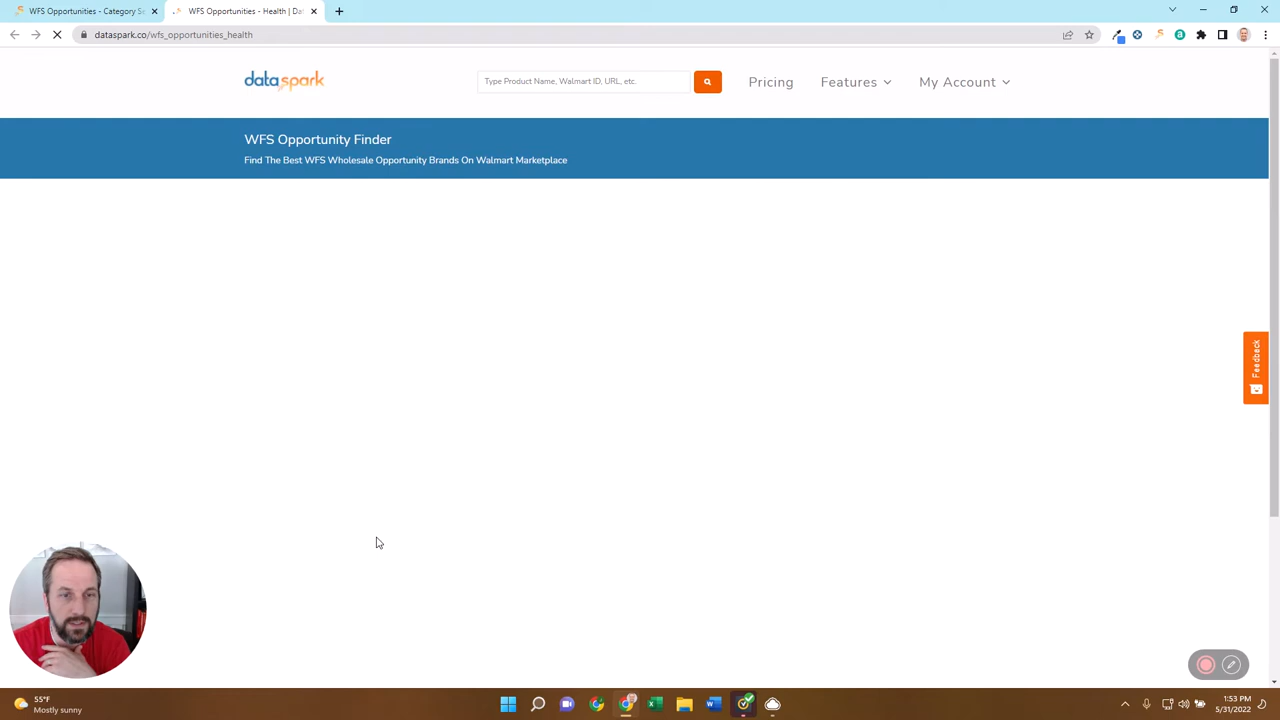 WFS Opportunities - Category Se
WFS Opportunities - Health | Da
dataspark.co/wfs_opportunities_health
dataspark
Type Product Name, Walmart ID, URL, etc.
Pricing
Features
My Account
WFS Opportunity Finder
Find The Best WFS Wholesale Opportunity Brands On Walmart Marketplace
Feedback
55°F
Mostly sunny
1:53 PM
5/31/2022